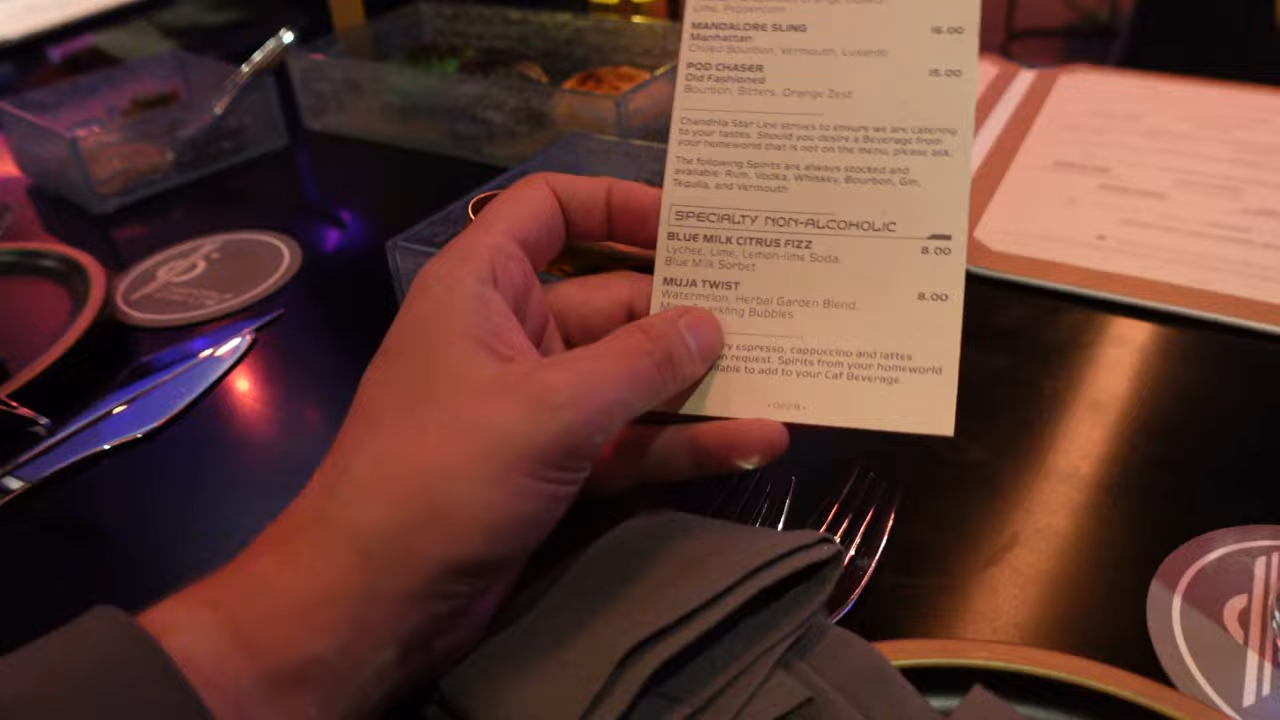 Lime, Peppercorn
MANDALORE SLING 16.00
Manhattan
Chilled Bourbon, Vermouth, Luxardo
POD CHASER 15.00
Old Fashioned
Bourbon, Bitters, Orange Zest
Chandrila Star Line strives to ensure we are catering
to your tastes. Should you desire a Beverage from
your homeworld that is not on the menu, please ask.
The following Spirits are always stocked and
available: Rum, Vodka, Whiskey, Bourbon, Gin,
Tequila, and Vermouth
SPECIALTY NON-ALCOHOLIC
BLUE MILK CITRUS FIZZ 8.00
Lychee, Lime, Lemon-lime Soda,
Blue Milk Sorbet
MUJA TWIST 8.00
Watermelon, Herbal Garden Blend,
Sparkling Bubbles
espresso, cappuccino and lattes
request. Spirits from your homeworld
to add to your Caf Beverage